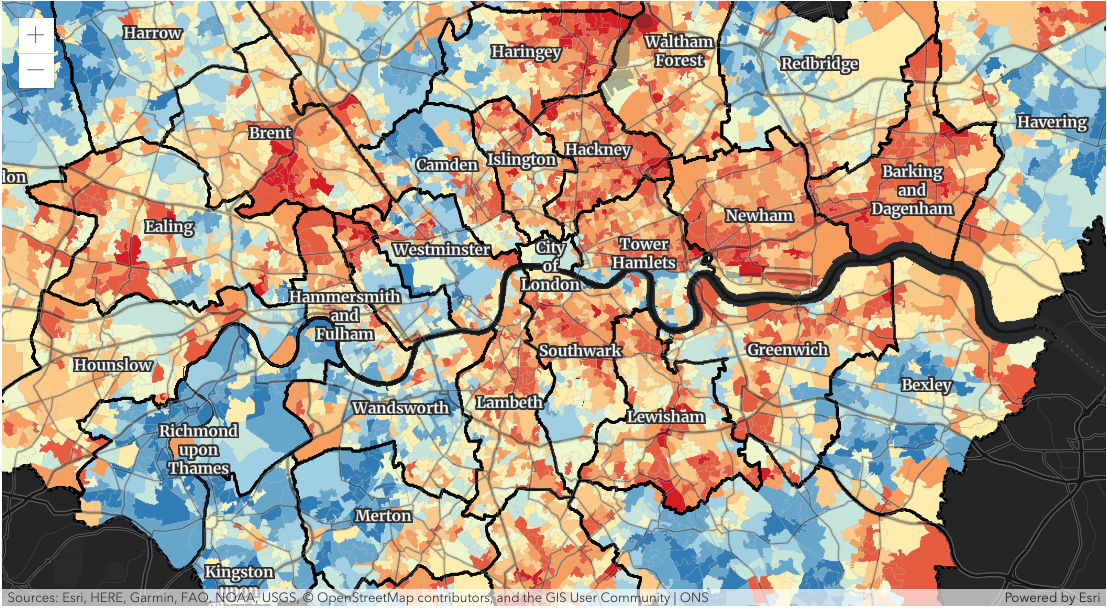 +
−
Harrow
Haringey
Waltham
Forest
Redbridge
Havering
Brent
Camden
Islington
Hackney
Barking
and
Dagenham
don
Ealing
Westminster
City
of
London
Tower
Hamlets
Newham
Hammersmith
and
Fulham
Hounslow
Southwark
Greenwich
Bexley
Wandsworth
Lambeth
Lewisham
Richmond
upon
Thames
Merton
Kingston
Sources: Esri, HERE, Garmin, FAO, NOAA, USGS, © OpenStreetMap contributors, and the GIS User Community | ONS
Powered by Esri